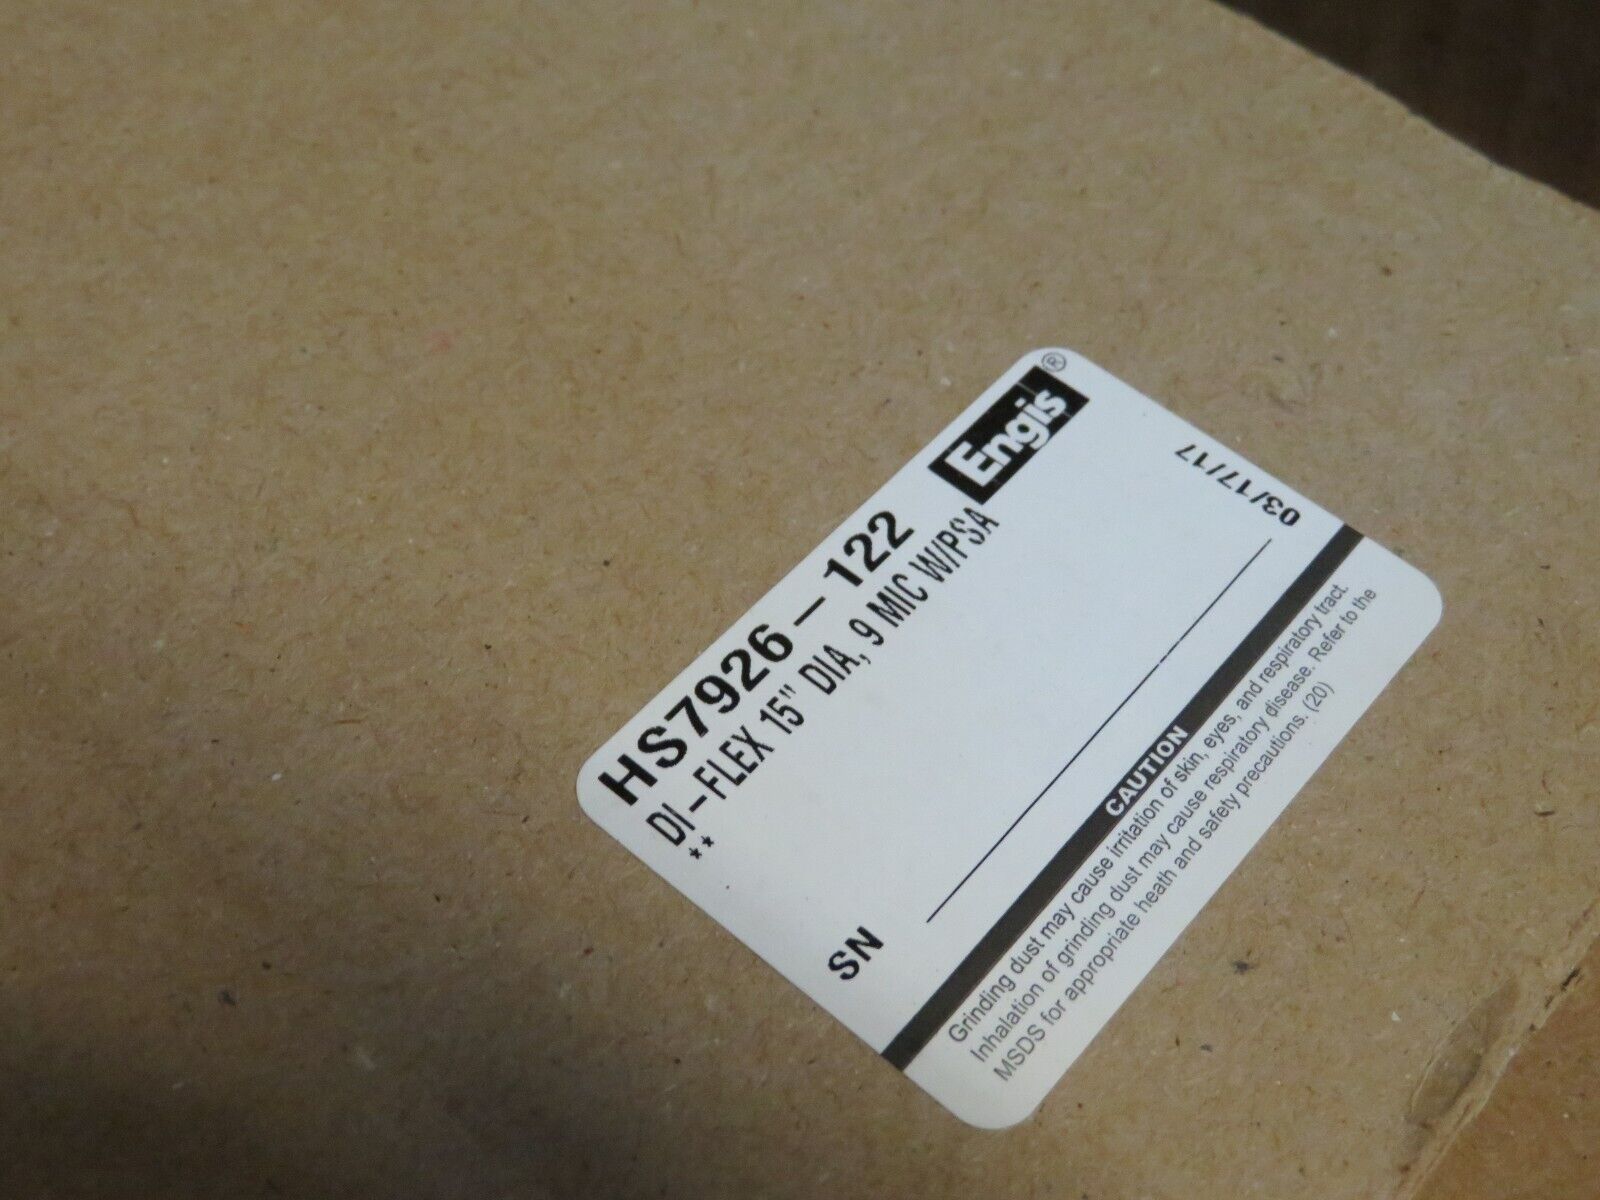 Engis®
HS7926-122
DI-FLEX 15" DIA, 9 MIC W/PSA
**
03/17/17
SN
CAUTION
Grinding dust may cause irritation of skin, eyes, and respiratory tract.
Inhalation of grinding dust may cause respiratory disease. Refer to the
MSDS for appropriate heath and safety precautions. (20)